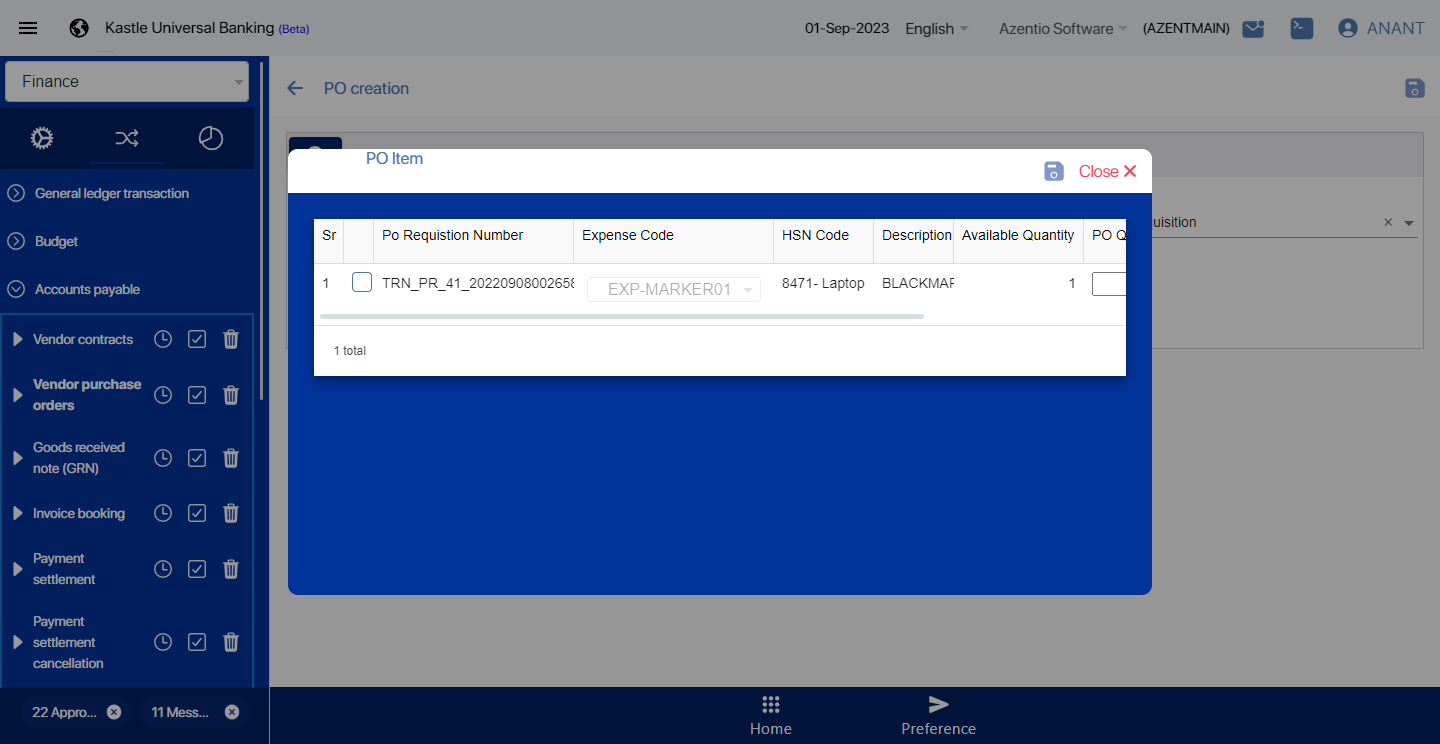 Kastle Universal Banking (Beta)
01-Sep-2023
English
Azentio Software
(AZENTMAIN)
ANANT
Finance
PO creation
General ledger transaction
Budget
Accounts payable
Vendor contracts
Vendor purchase
orders
Goods received
note (GRN)
Invoice booking
Payment
settlement
Payment
settlement
cancellation
22 Appro...
11 Mess...
PO Item
Close
Sr
Po Requistion Number
Expense Code
HSN Code
Description
Available Quantity
PO Q
1
TRN_PR_41_20220908002658
EXP-MARKER01
8471- Laptop
BLACKMAR
1
1 total
uisition
Home
Preference